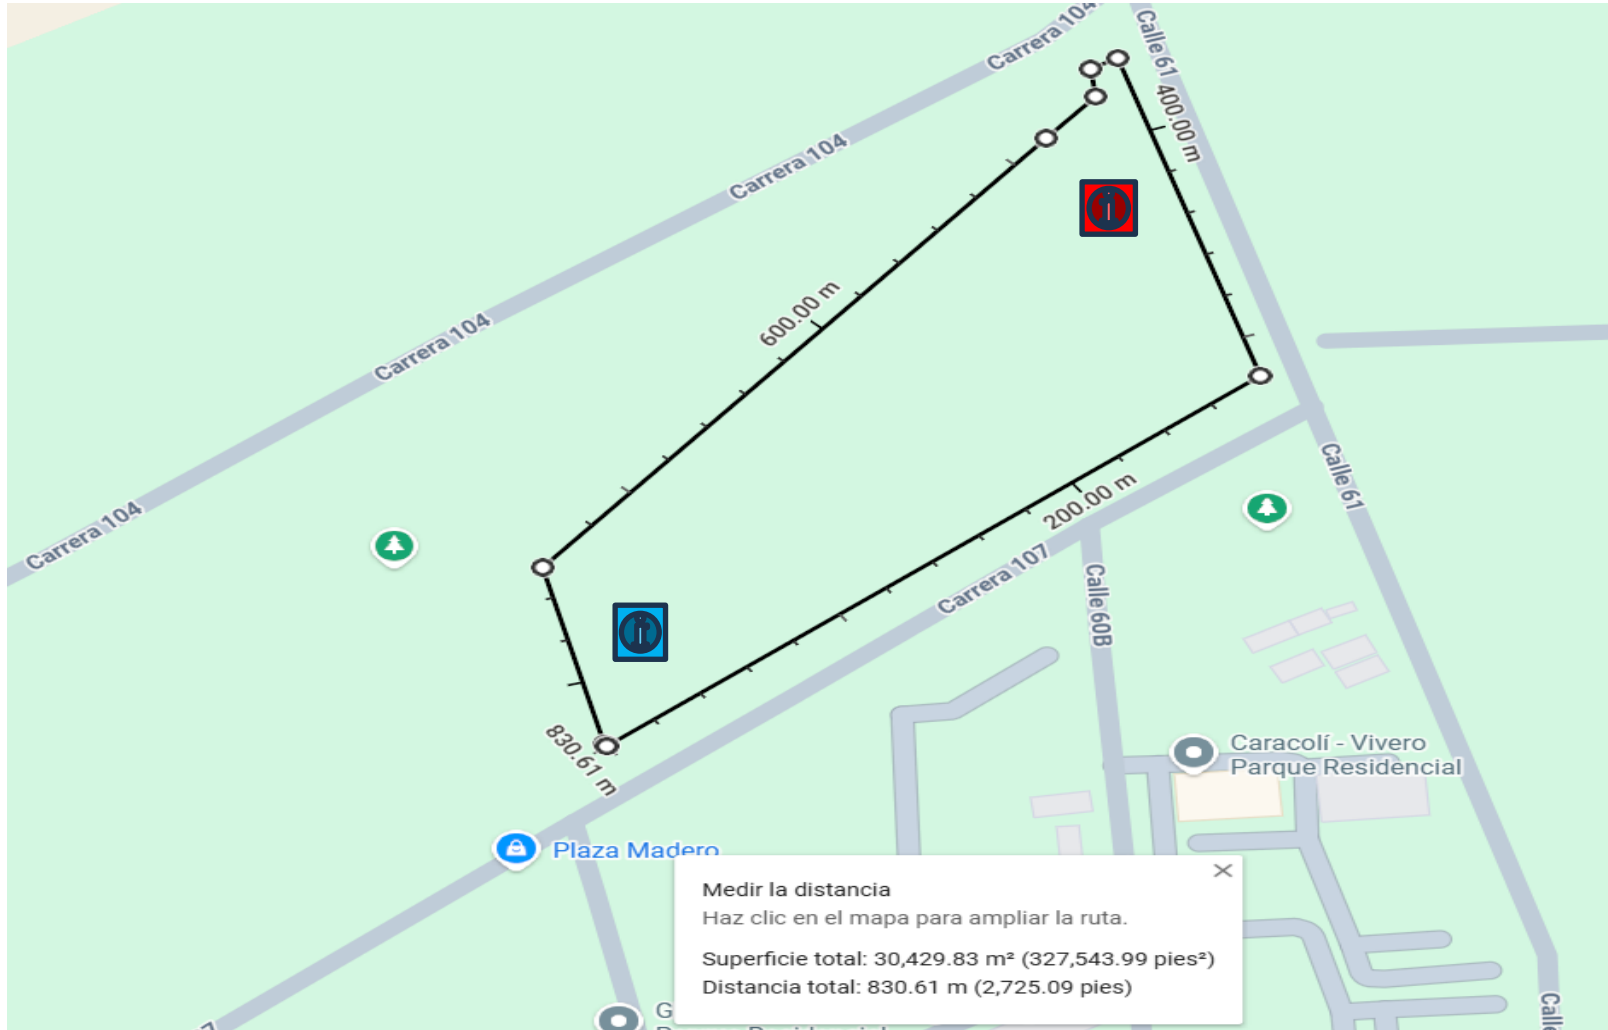 Carrera 104
Calle 61
400.00 m
Carrera 104
600.00 m
Carrera 104
Carrera 104
200.00 m
Calle 61
Carrera 107
Calle 60B
830.61 m
Caracolí - Vivero
Parque Residencial
Plaza Madero
Medir la distancia
Haz clic en el mapa para ampliar la ruta.
Superficie total: 30,429.83 m² (327,543.99 pies²)
Distancia total: 830.61 m (2,725.09 pies)
Calle
G
7